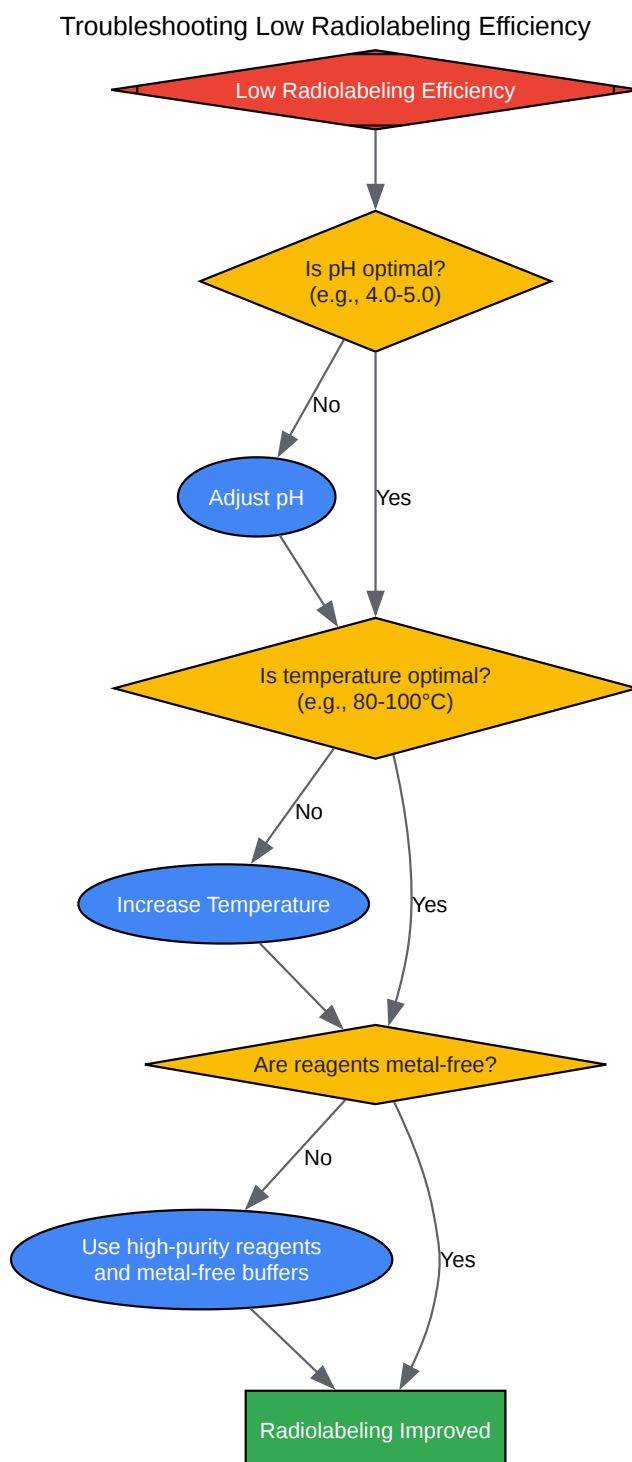 Troubleshooting Low Radiolabeling Efficiency
Low Radiolabeling Efficiency
Is pH optimal?
(e.g., 4.0-5.0)
No
Adjust pH
Yes
Is temperature optimal?
(e.g., 80-100°C)
No
Increase Temperature
Yes
Are reagents metal-free?
No
Use high-purity reagents
and metal-free buffers
Yes
Radiolabeling Improved